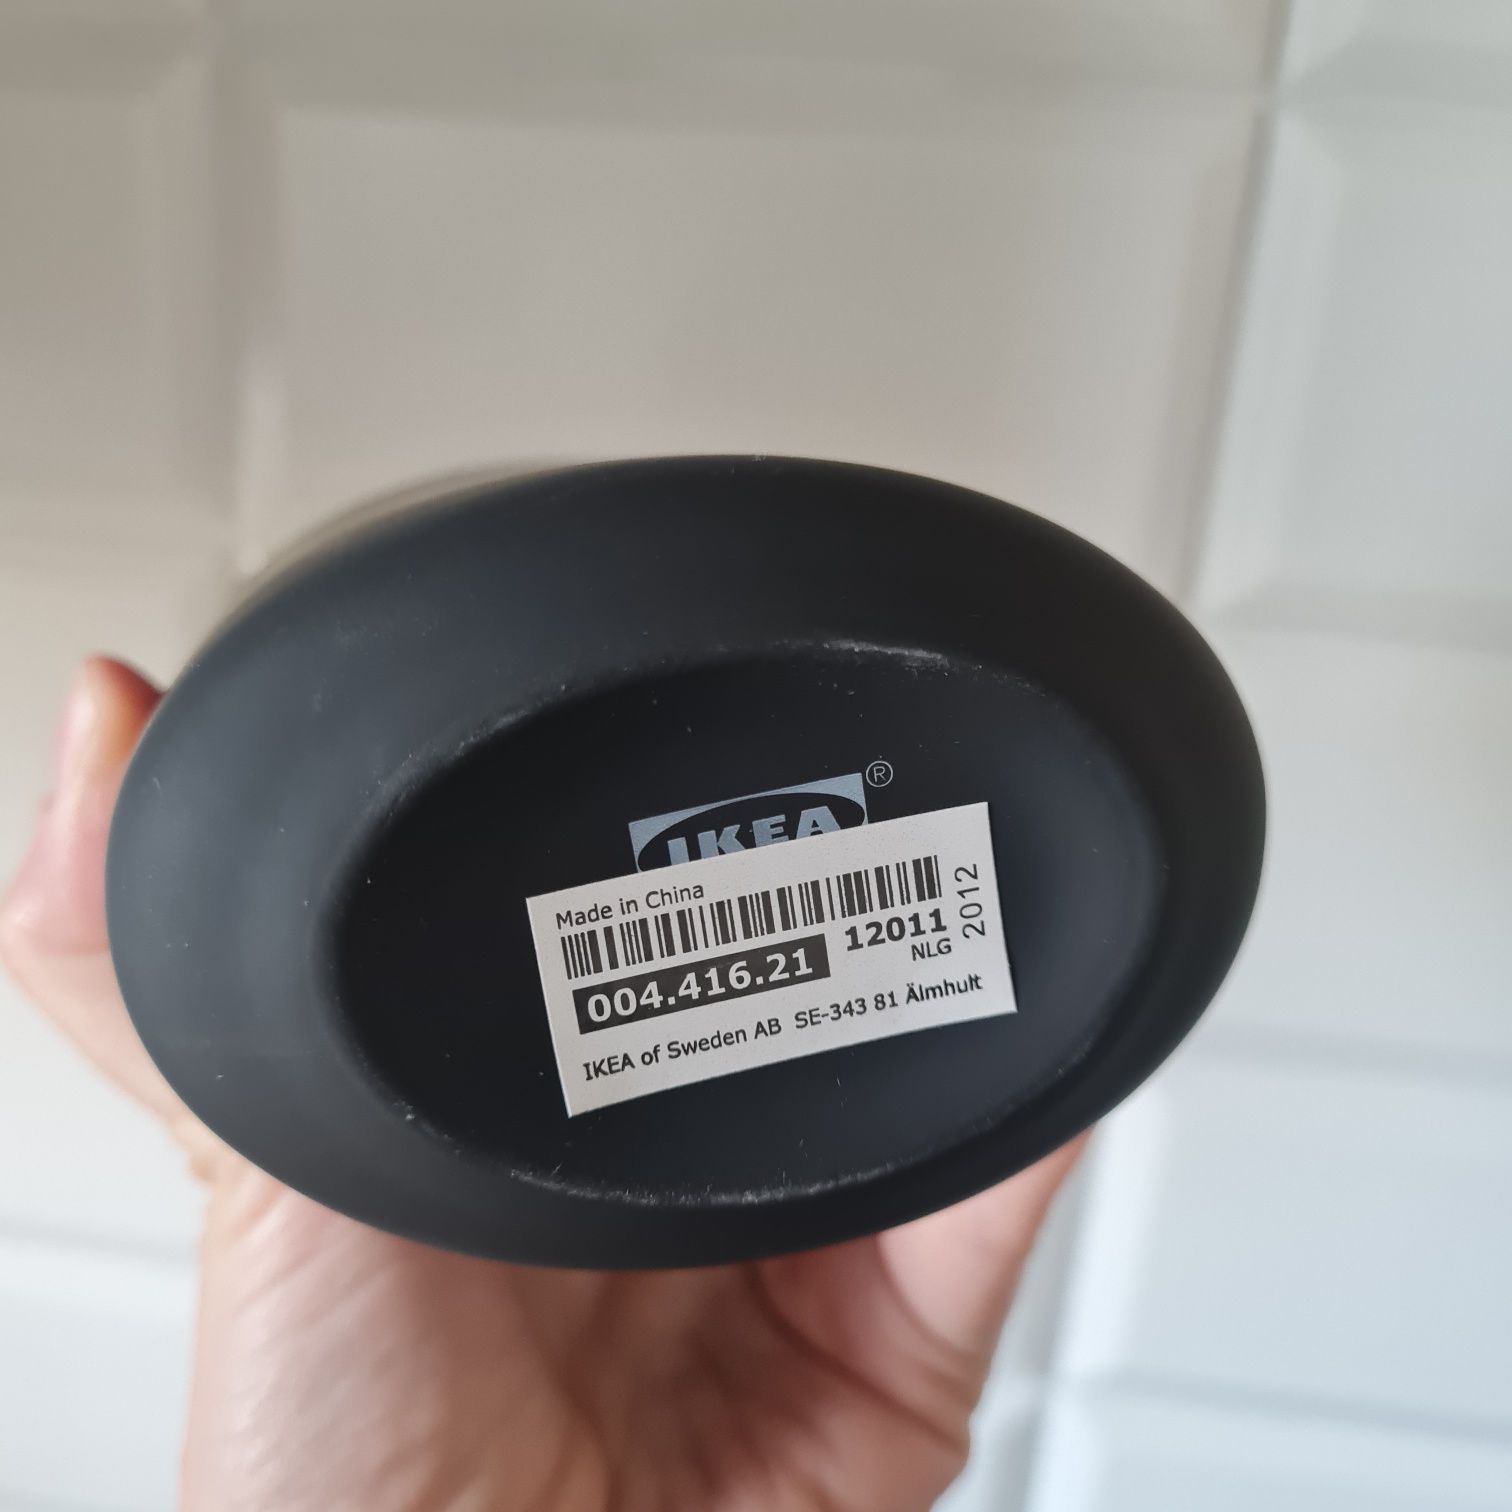 IKEA ®
Made in China
004.416.21
12011
NLG
2012
IKEA of Sweden AB SE-343 81 Älmhult